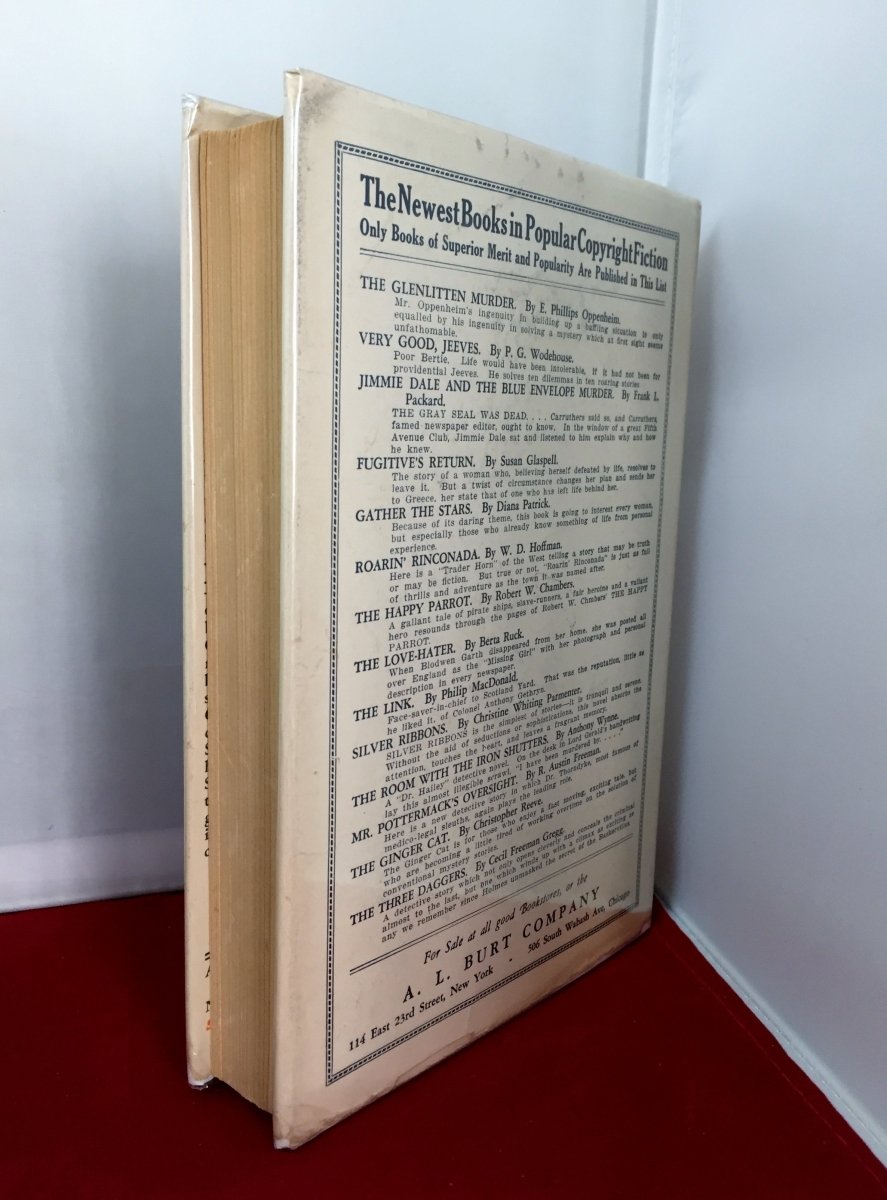 The Newest Books in Popular Copyright Fiction
Only Books of Superior Merit and Popularity Are Published in This List
THE GLENLITTEN MURDER. By E. Phillips Oppenheim.
Mr. Oppenheim's ingenuity in building up a baffling situation is only
equalled by his ingenuity in solving a mystery which at first sight seems
unfathomable.
VERY GOOD, JEEVES. By P. G. Wodehouse.
Poor Bertie. Life would have been intolerable, if it had not been for
providential Jeeves. He solves ten dilemmas in ten roaring stories
JIMMIE DALE AND THE BLUE ENVELOPE MURDER. By Frank L.
Packard.
THE GRAY SEAL WAS DEAD. . . . Carruthers said so, and Carruthers,
famed newspaper editor, ought to know. In the window of a great Fifth
Avenue Club, Jimmie Dale sat and listened to him explain why and how
he knew.
FUGITIVE'S RETURN. By Susan Glaspell.
The story of a woman who, believing herself defeated by life, resolves to
leave it. But a twist of circumstance changes her plan and sends her
to Greece, her state that of one who has left life behind her.
GATHER THE STARS. By Diana Patrick.
Because of its daring theme, this book is going to interest every woman,
but especially those who already know something of life from personal
experience.
ROARIN' RINCONADA. By W. D. Hoffman.
Here is a "Trader Horn" of the West telling a story that may be truth
or may be fiction. But true or not, "Roarin' Rinconada" is just as full
of thrills and adventure as the town it was named after.
THE HAPPY PARROT. By Robert W. Chambers.
A gallant tale of pirate ships, slave-runners, a fair heroine and a valiant
hero resounds through the pages of Robert W. Chmbers' THE HAPPY
PARROT.
THE LOVE-HATER. By Berta Ruck.
When Blodwen Garth disappeared from her home, she was posted all
over England as the "Missing Girl" with her photograph and personal
description in every newspaper.
THE LINK. By Philip MacDonald.
Face-saver-in-chief to Scotland Yard. That was the reputation, little as
he liked it, of Colonel Anthony Gethryn.
SILVER RIBBONS. By Christine Whiting Parmenter.
SILVER RIBBONS is the simplest of stories—it is tranquil and serene.
Without the aid of seductions or sophistications, this novel absorbs the
attention, touches the heart, and leaves a fragrant memory.
THE ROOM WITH THE IRON SHUTTERS. By Anthony Wynne.
A "Dr. Hailey" detective novel. On the desk in Lord Gerald's handwriting
lay this almost illegible scrawl, "I have been murdered by. . . . ."
MR. POTTERMACK'S OVERSIGHT. By R. Austin Freeman.
Here is a new detective story in which Dr. Thorndyke, most famous of
medico-legal sleuths, again plays the leading role.
THE GINGER CAT. By Christopher Reeve.
The Ginger Cat is for those who enjoy a fast moving, exciting tale, but
who are becoming a little tired of working overtime on the solution of
conventional mystery stories.
THE THREE DAGGERS. By Cecil Freeman Gregg.
A detective story which not only opens cleverly and conceals the criminal
almost to the last, but one which winds up with a climax as exciting as
any we remember since Holmes unmasked the secret of the Baskervilles.
For Sale at all good Bookstores, or the
A. L. BURT COMPANY
114 East 23rd Street, New York - 506 South Wabash Ave, Chicago